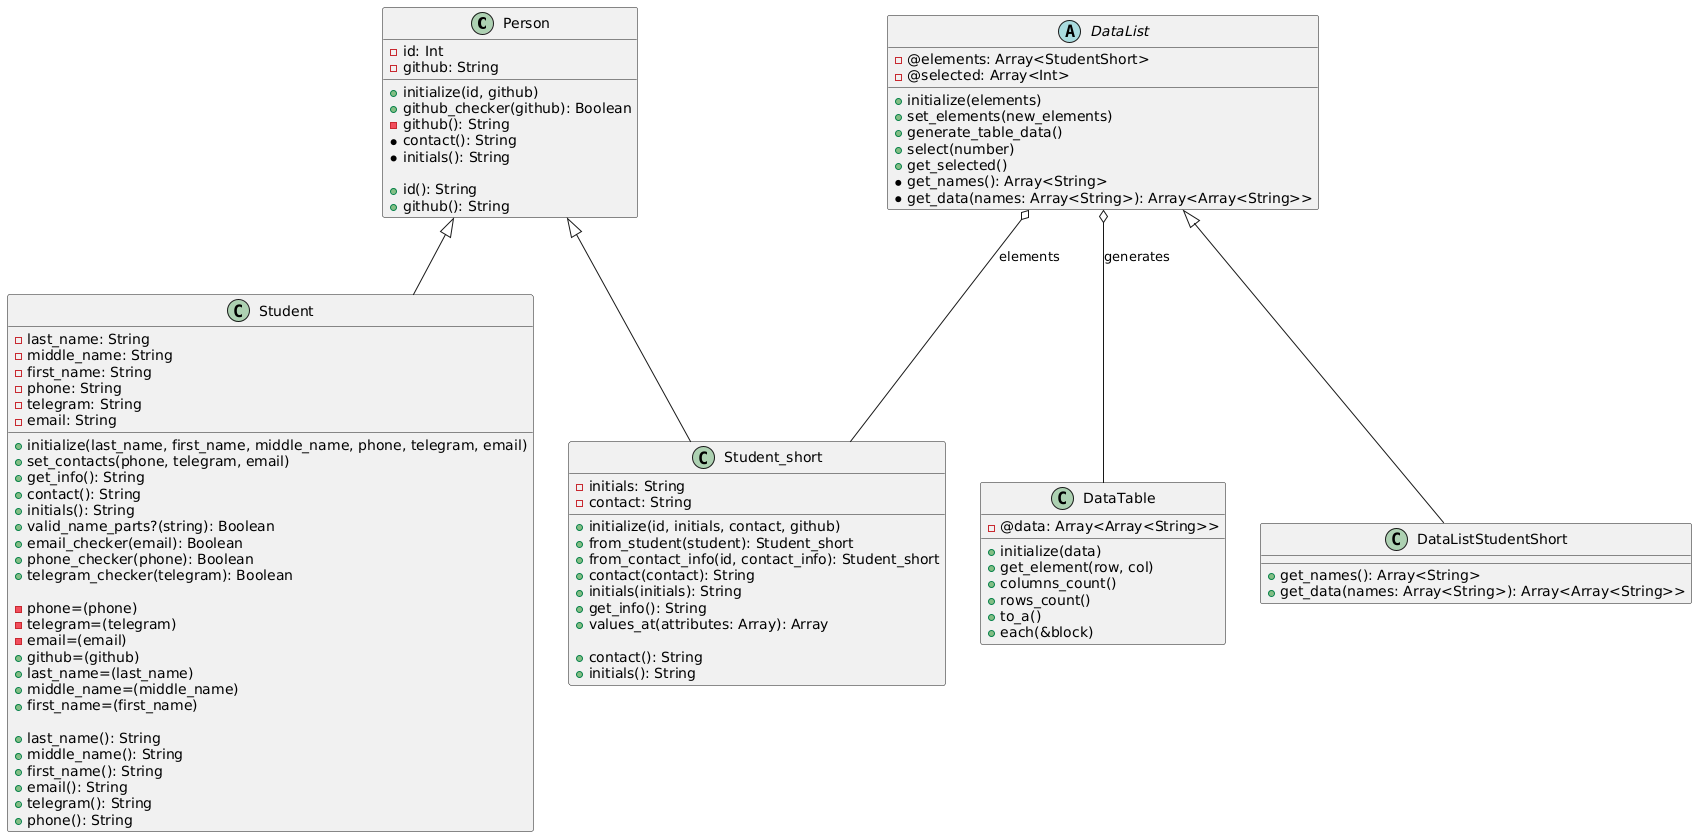 C Person
id: Int
github: String
initialize(id, github)
github_checker(github): Boolean
github(): String
contact(): String
initials(): String
id(): String
github(): String
A DataList
@elements: Array<StudentShort>
@selected: Array<Int>
initialize(elements)
set_elements(new_elements)
generate_table_data()
select(number)
get_selected()
get_names(): Array<String>
get_data(names: Array<String>): Array<Array<String>>
elements
generates
C Student
last_name: String
middle_name: String
first_name: String
phone: String
telegram: String
email: String
initialize(last_name, first_name, middle_name, phone, telegram, email)
set_contacts(phone, telegram, email)
get_info(): String
contact(): String
initials(): String
valid_name_parts?(string): Boolean
email_checker(email): Boolean
phone_checker(phone): Boolean
telegram_checker(telegram): Boolean
phone=(phone)
telegram=(telegram)
email=(email)
github=(github)
last_name=(last_name)
middle_name=(middle_name)
first_name=(first_name)
last_name(): String
middle_name(): String
first_name(): String
email(): String
telegram(): String
phone(): String
C Student_short
initials: String
contact: String
initialize(id, initials, contact, github)
from_student(student): Student_short
from_contact_info(id, contact_info): Student_short
contact(contact): String
initials(initials): String
get_info(): String
values_at(attributes: Array): Array
contact(): String
initials(): String
C DataTable
@data: Array<Array<String>>
initialize(data)
get_element(row, col)
columns_count()
rows_count()
to_a()
each(&block)
C DataListStudentShort
get_names(): Array<String>
get_data(names: Array<String>): Array<Array<String>>